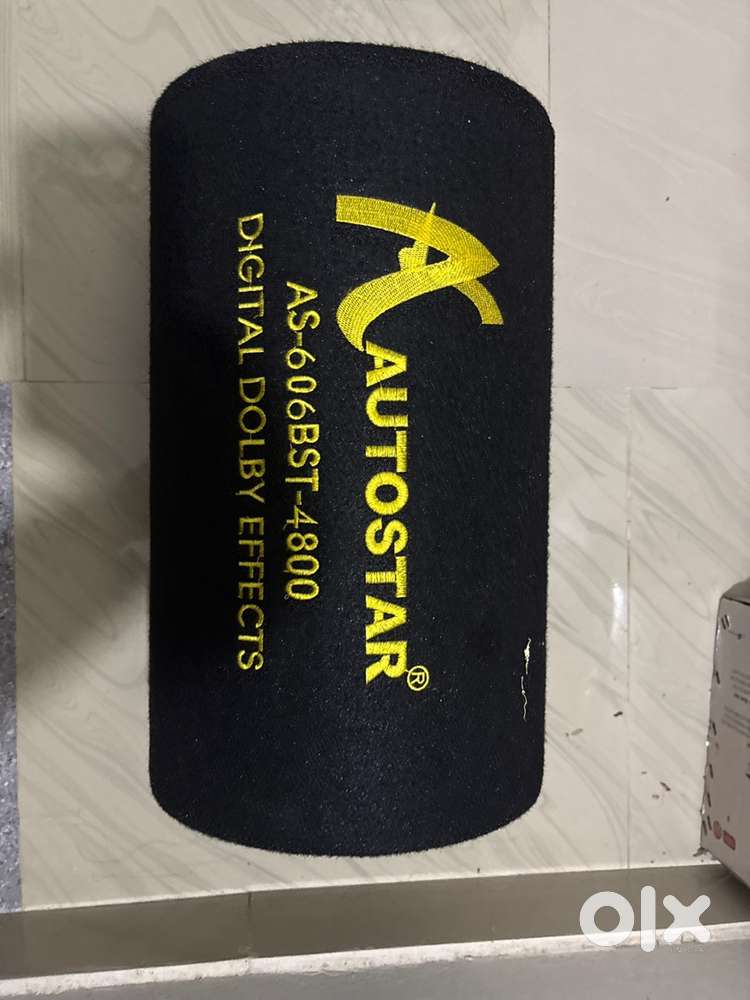 AUTOSTAR®
AS-606BST-4800
DIGITAL DOLBY EFFECTS
olx